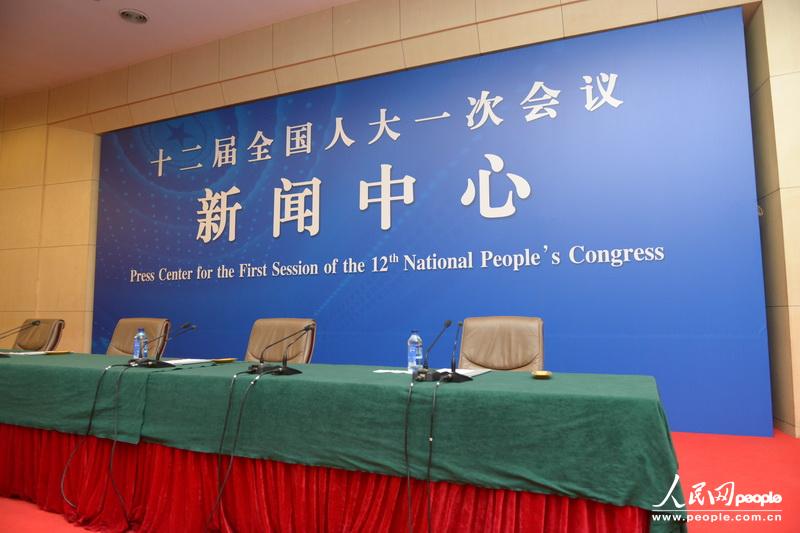 十二届全国人大一次会议
新闻中心
Press Center for the First Session of the 12th National People's Congress
人民网 people
www.people.com.cn